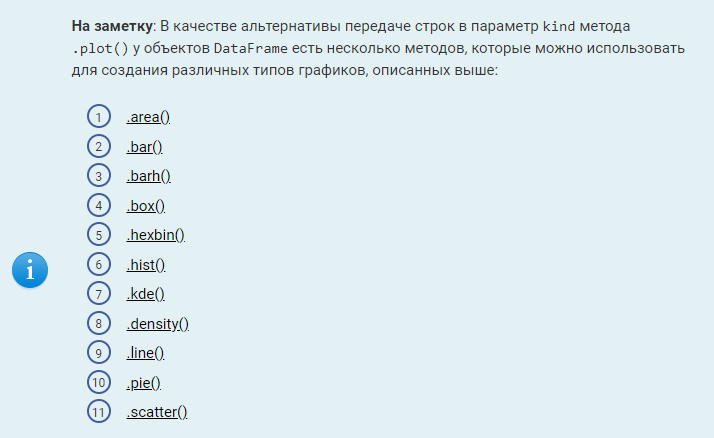 На заметку: В качестве альтернативы передаче строк в параметр kind метода
.plot() у объектов DataFrame есть несколько методов, которые можно использовать
для создания различных типов графиков, описанных выше:
1 .area()
2 .bar()
3 .barh()
4 .box()
5 .hexbin()
6 .hist()
i
7 .kde()
8 .density()
9 .line()
10 .pie()
11 .scatter()